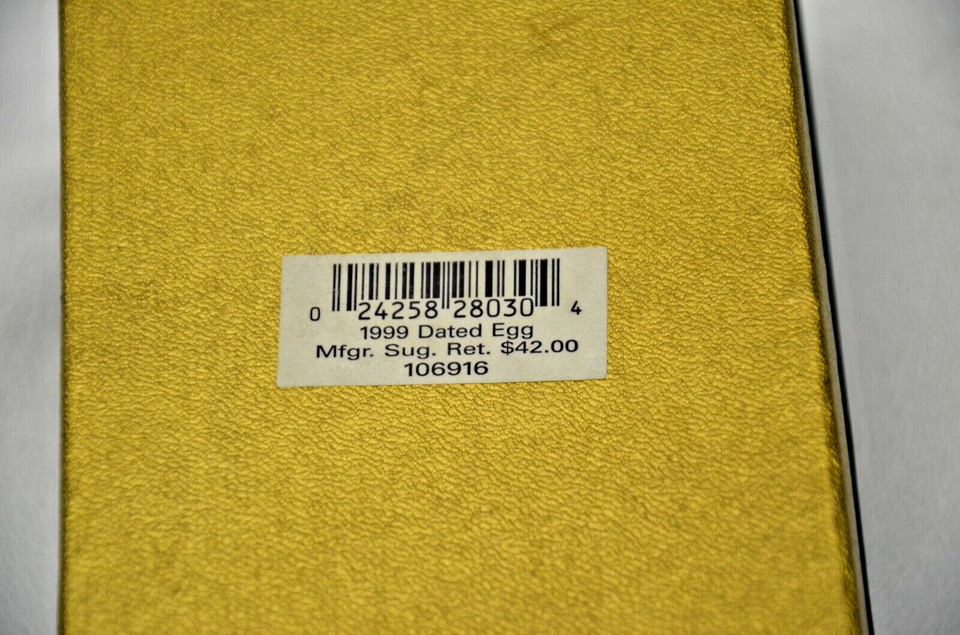 0 24258 28030 4
1999 Dated Egg
Mfgr. Sug. Ret. $42.00
106916